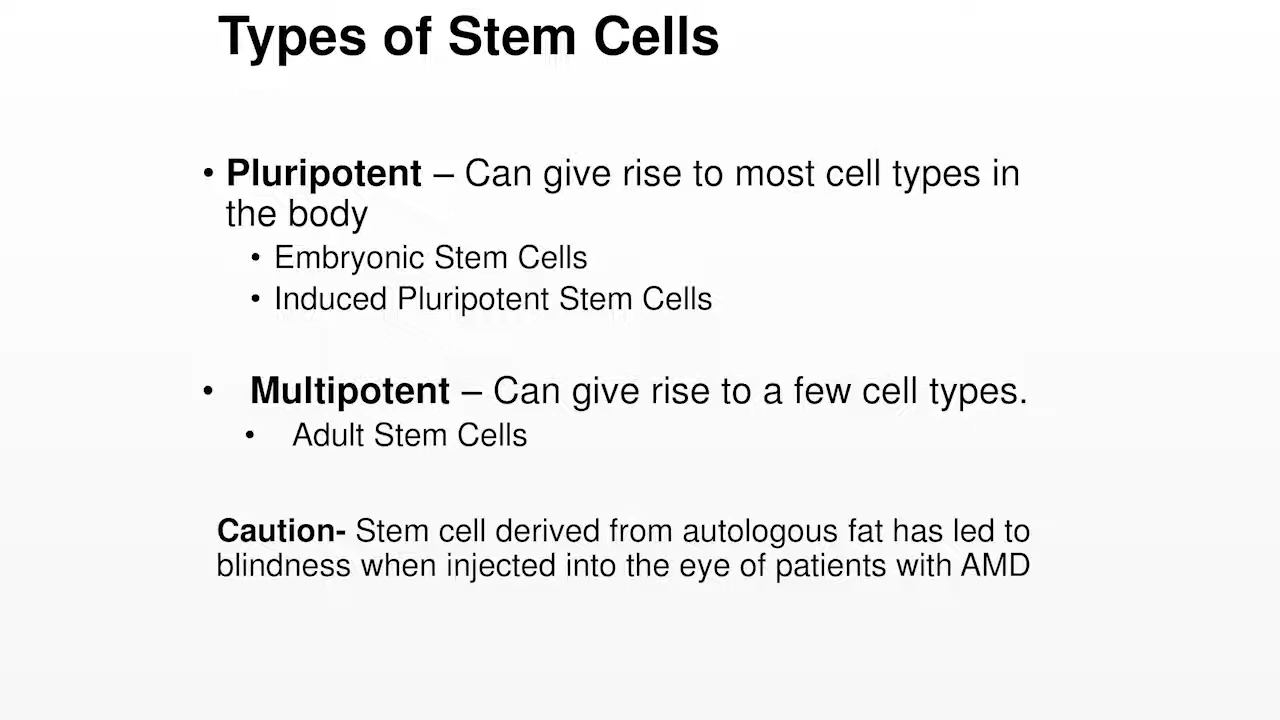 Types of Stem Cells
• Pluripotent – Can give rise to most cell types in
the body
• Embryonic Stem Cells
• Induced Pluripotent Stem Cells
• Multipotent – Can give rise to a few cell types.
• Adult Stem Cells
Caution- Stem cell derived from autologous fat has led to
blindness when injected into the eye of patients with AMD